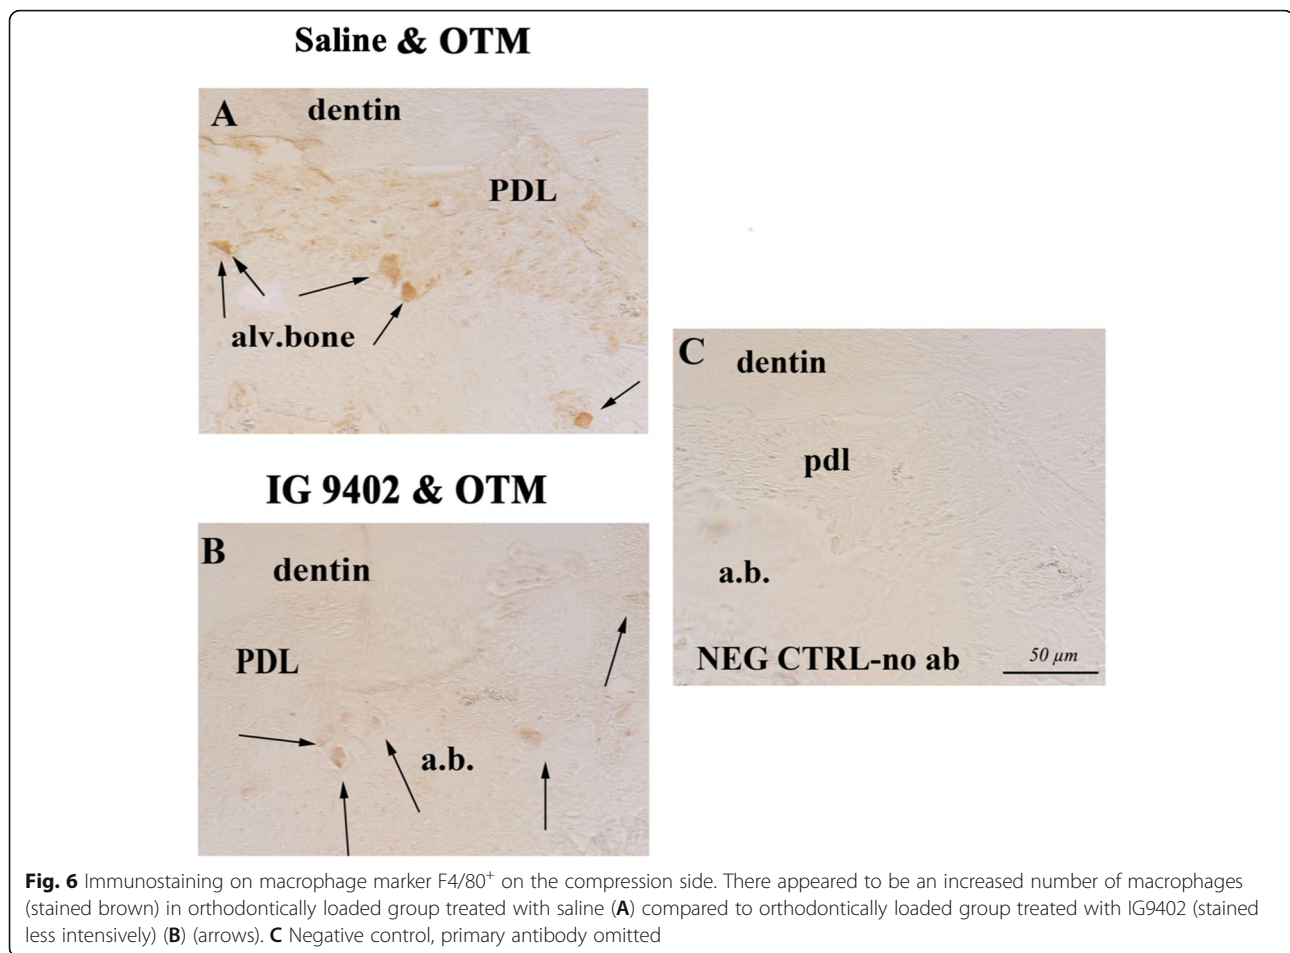 Saline & OTM
A
dentin
PDL
alv.bone
IG 9402 & OTM
B
dentin
PDL
a.b.
C
dentin
pdl
a.b.
NEG CTRL-no ab
50 µm
Fig. 6 Immunostaining on macrophage marker F4/80⁺ on the compression side. There appeared to be an increased number of macrophages
(stained brown) in orthodontically loaded group treated with saline (A) compared to orthodontically loaded group treated with IG9402 (stained
less intensively) (B) (arrows). C Negative control, primary antibody omitted